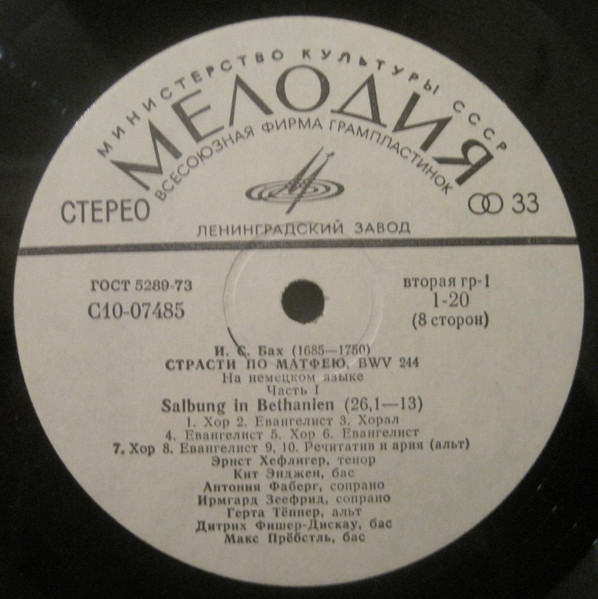 МИНИСТЕРСТВО КУЛЬТУРЫ СССР
МЕЛОДИЯ
ВСЕСОЮЗНАЯ ФИРМА ГРАМПЛАСТИНОК
СТЕРЕО
33
ЛЕНИНГРАДСКИЙ ЗАВОД
ГОСТ 5289-73
С10-07485
вторая гр-1
1-20
(8 сторон)
И. С. Бах (1685—1750)
СТРАСТИ ПО МАТФЕЮ, BWV 244
На немецком языке
Часть I
Salbung in Bethanien (26,1—13)
1. Хор 2. Евангелист 3. Хорал
4. Евангелист 5. Хор 6. Евангелист
7. Хор 8. Евангелист 9, 10. Речитатив и ария (альт)
Эрнст Хефлигер, тенор
Кит Энджен, бас
Антония Фаберг, сопрано
Ирмгард Зеефрид, сопрано
Герта Тёппер, альт
Дитрих Фишер-Дискау, бас
Макс Прёбстль, бас